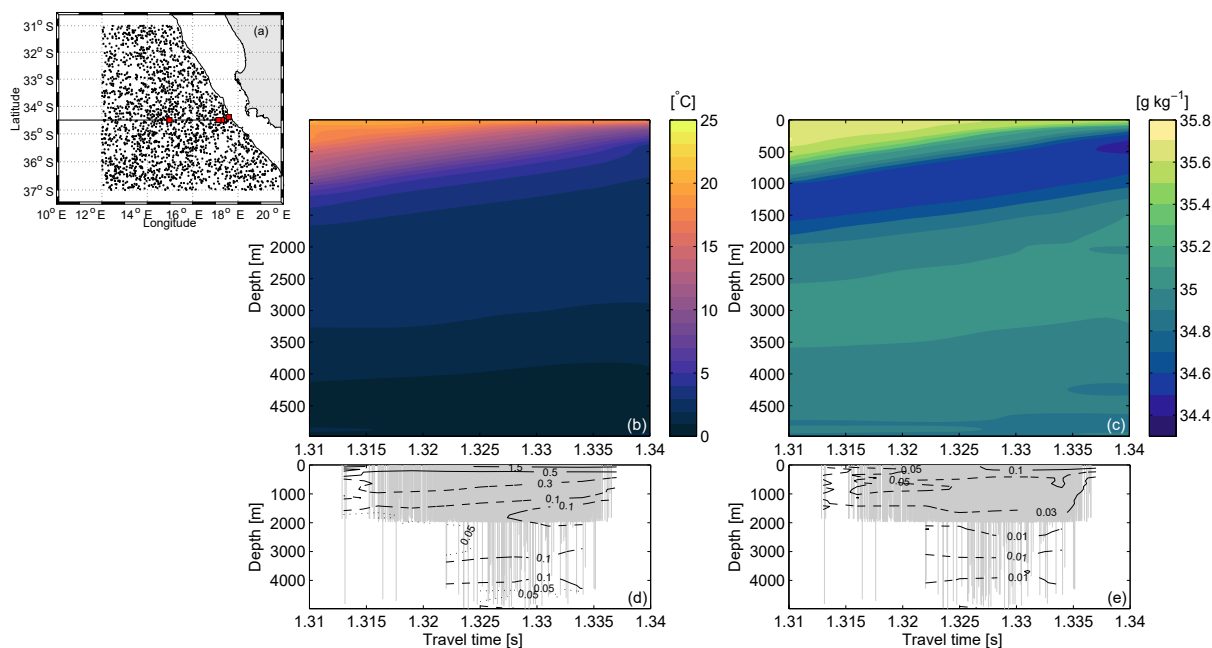 (a)
31° S
32° S
33° S
34° S
35° S
36° S
37° S
Latitude
10° E 12° E 14° E 16° E 18° E 20° E
Longitude
[°C]
25
20
15
10
5
0
2000
2500
3000
3500
4000
4500
Depth [m]
(b)
1.31 1.315 1.32 1.325 1.33 1.335 1.34
[g kg⁻¹]
35.8
35.6
35.4
35.2
35
34.8
34.6
34.4
0
500
1000
1500
2000
2500
3000
3500
4000
4500
Depth [m]
(c)
1.31 1.315 1.32 1.325 1.33 1.335 1.34
0
1000
2000
3000
4000
Depth [m]
1.5
0.5
0.3
0.1
0.1
0.05
0.1
0.1
0.05
0.05
(d)
1.31 1.315 1.32 1.325 1.33 1.335 1.34
Travel time [s]
0
1000
2000
3000
4000
Depth [m]
0.05
0.1
0.05
0.03
0.01
0.01
0.01
(e)
1.31 1.315 1.32 1.325 1.33 1.335 1.34
Travel time [s]